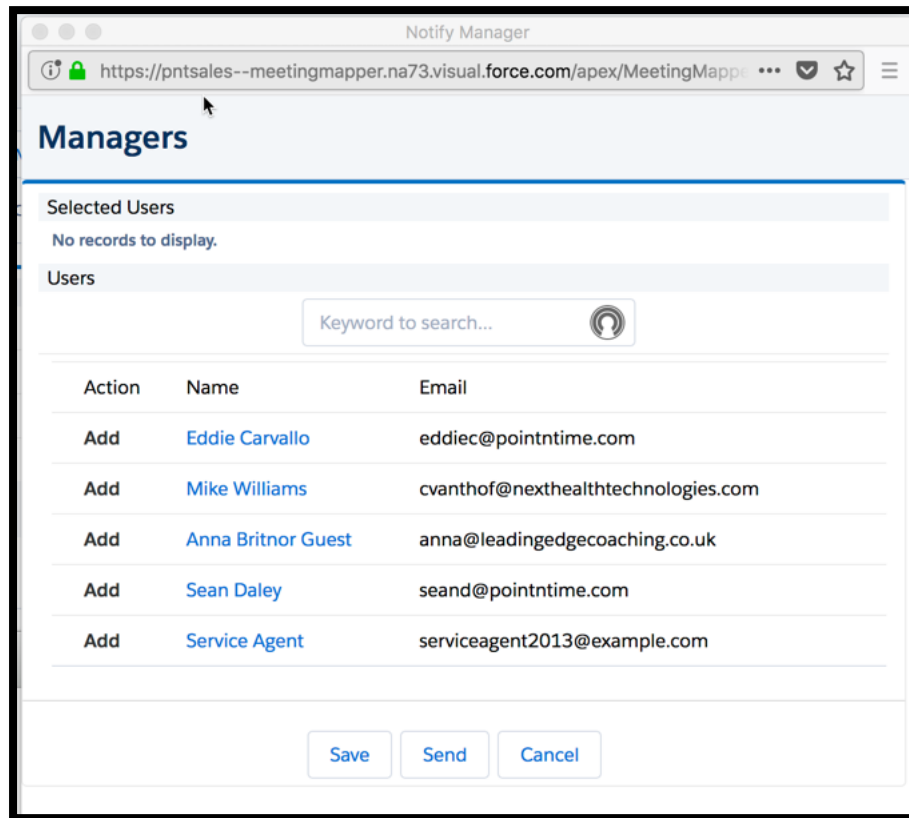 Notify Manager
https://pntsales--meetingmapper.na73.visual.force.com/apex/MeetingMappe
Managers
Selected Users
No records to display.
Users
Keyword to search...
Action Name Email
Add Eddie Carvallo eddiec@pointntime.com
Add Mike Williams cvanthof@nexthealthtechnologies.com
Add Anna Britnor Guest anna@leadingedgecoaching.co.uk
Add Sean Daley seand@pointntime.com
Add Service Agent serviceagent2013@example.com
Save Send Cancel